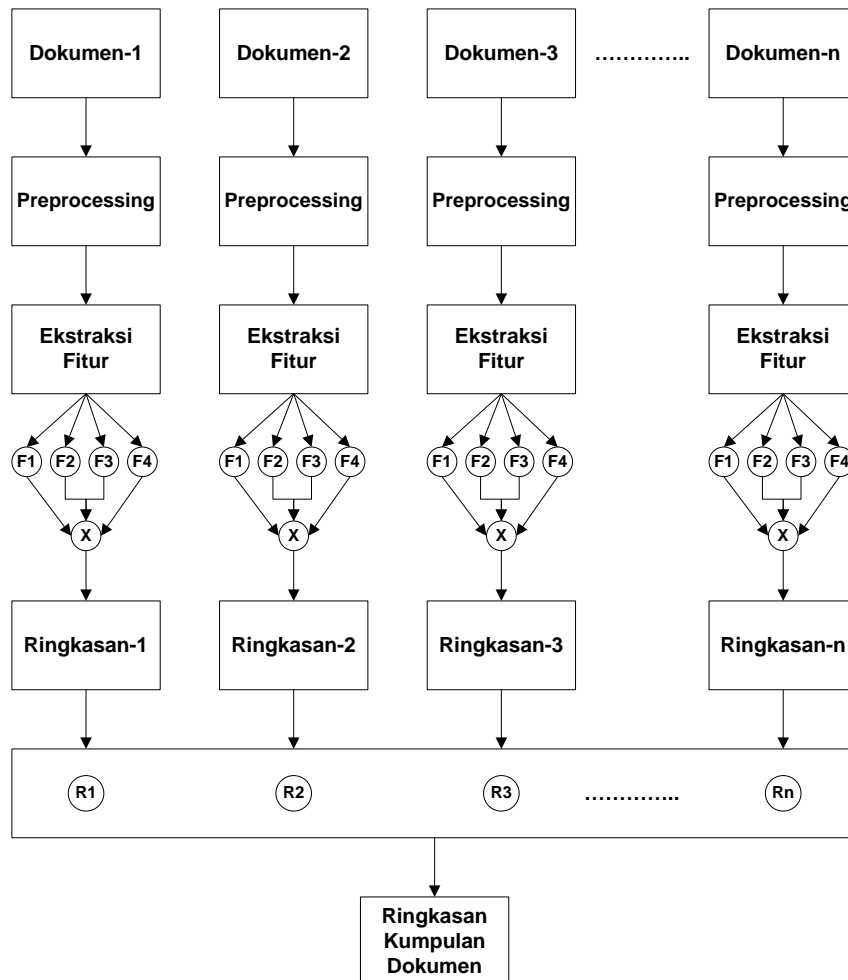 Dokumen-1 Dokumen-2 Dokumen-3 ………….. Dokumen-n
Preprocessing Preprocessing Preprocessing Preprocessing
Ekstraksi Ekstraksi Ekstraksi Ekstraksi
Fitur Fitur Fitur Fitur
F1 F2 F3 F4 F1 F2 F3 F4 F1 F2 F3 F4 F1 F2 F3 F4
X X X X
Ringkasan-1 Ringkasan-2 Ringkasan-3 Ringkasan-n
R1 R2 R3 ………….. Rn
Ringkasan
Kumpulan
Dokumen